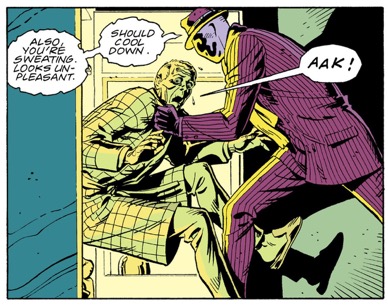 ALSO,
YOU'RE
SWEATING.
LOOKS UN-
PLEASANT.
SHOULD
COOL
DOWN.
AAK!